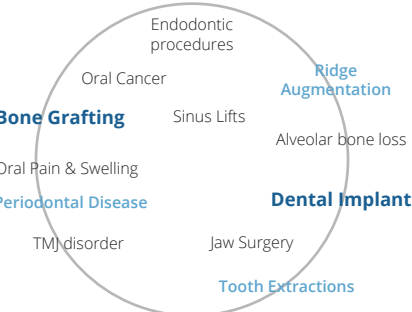 Endodontic
procedures
Oral Cancer
Ridge
Augmentation
Bone Grafting
Sinus Lifts
Alveolar bone loss
Oral Pain & Swelling
Periodontal Disease
Dental Implant
TMJ disorder
Jaw Surgery
Tooth Extractions